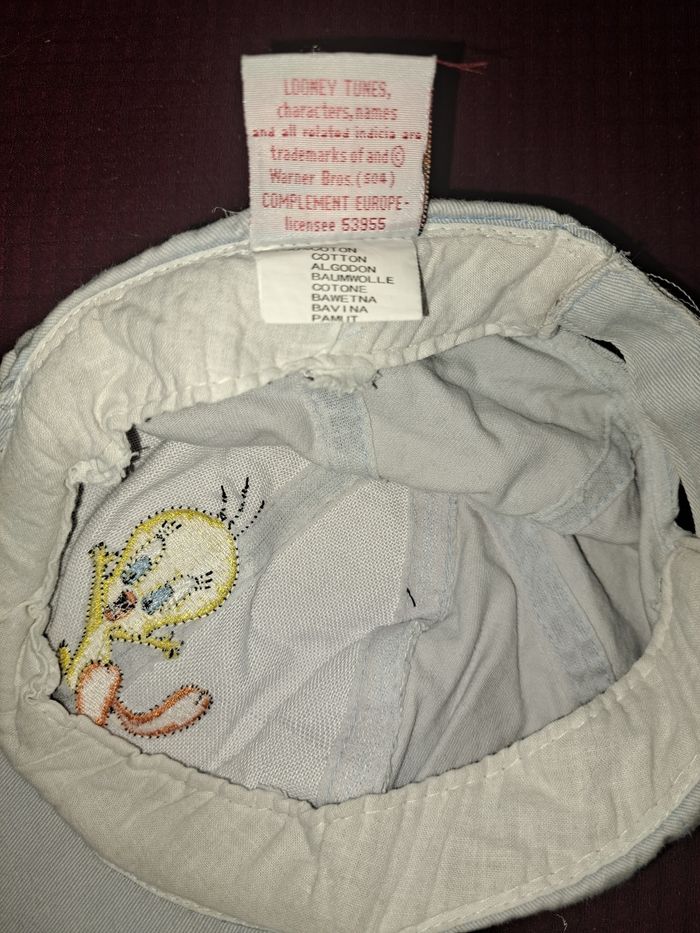 LOONEY TUNES,
characters, names
and all related indicia are
trademarks of and ©
Warner Bros. (s04)
COMPLEMENT EUROPE-
licensee 53955
COTON
COTTON
ALGODON
BAUMWOLLE
COTONE
BAWETNA
BAVINA
PAMUT